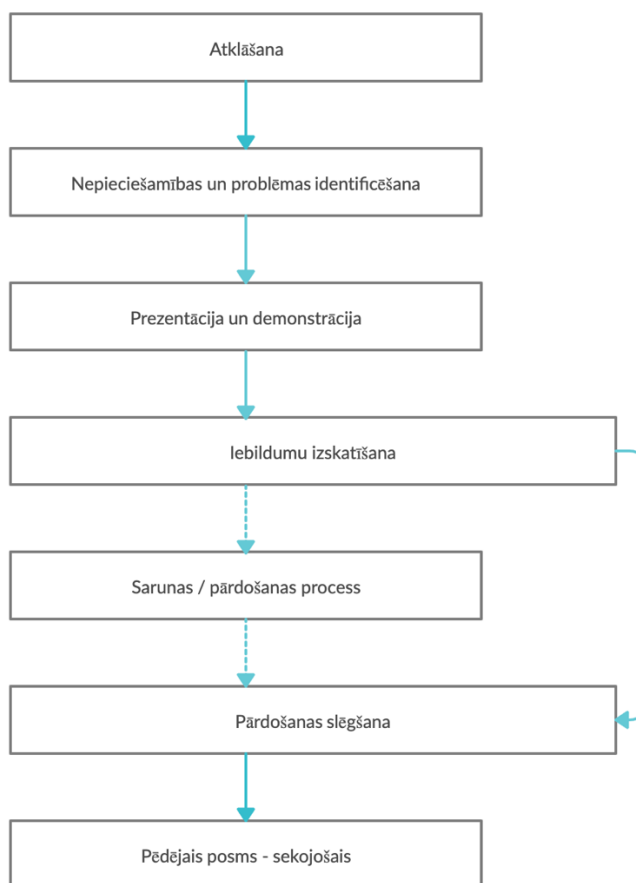 Atklāšana
Nepieciešamības un problēmas identificēšana
Prezentācija un demonstrācija
Iebildumu izskatīšana
Sarunas / pārdošanas process
Pārdošanas slēgšana
Pēdējais posms - sekojošais